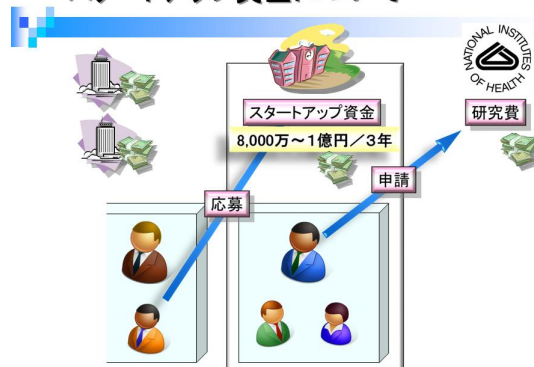 NATIONAL INSTITUTES OF HEALTH
スタートアップ資金
研究費
8,000万～1億円／3年
申請
応募